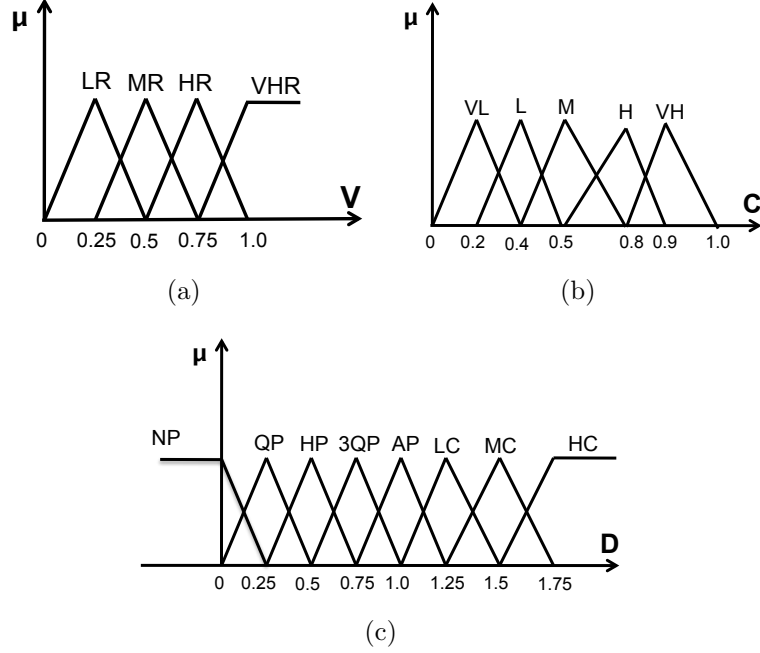 μ
LR MR HR VHR
V
0 0.25 0.5 0.75 1.0
(a)
μ
VL L M H VH
C
0 0.2 0.4 0.5 0.8 0.9 1.0
(b)
μ
NP QP HP 3QP AP LC MC HC
D
0 0.25 0.5 0.75 1.0 1.25 1.5 1.75
(c)